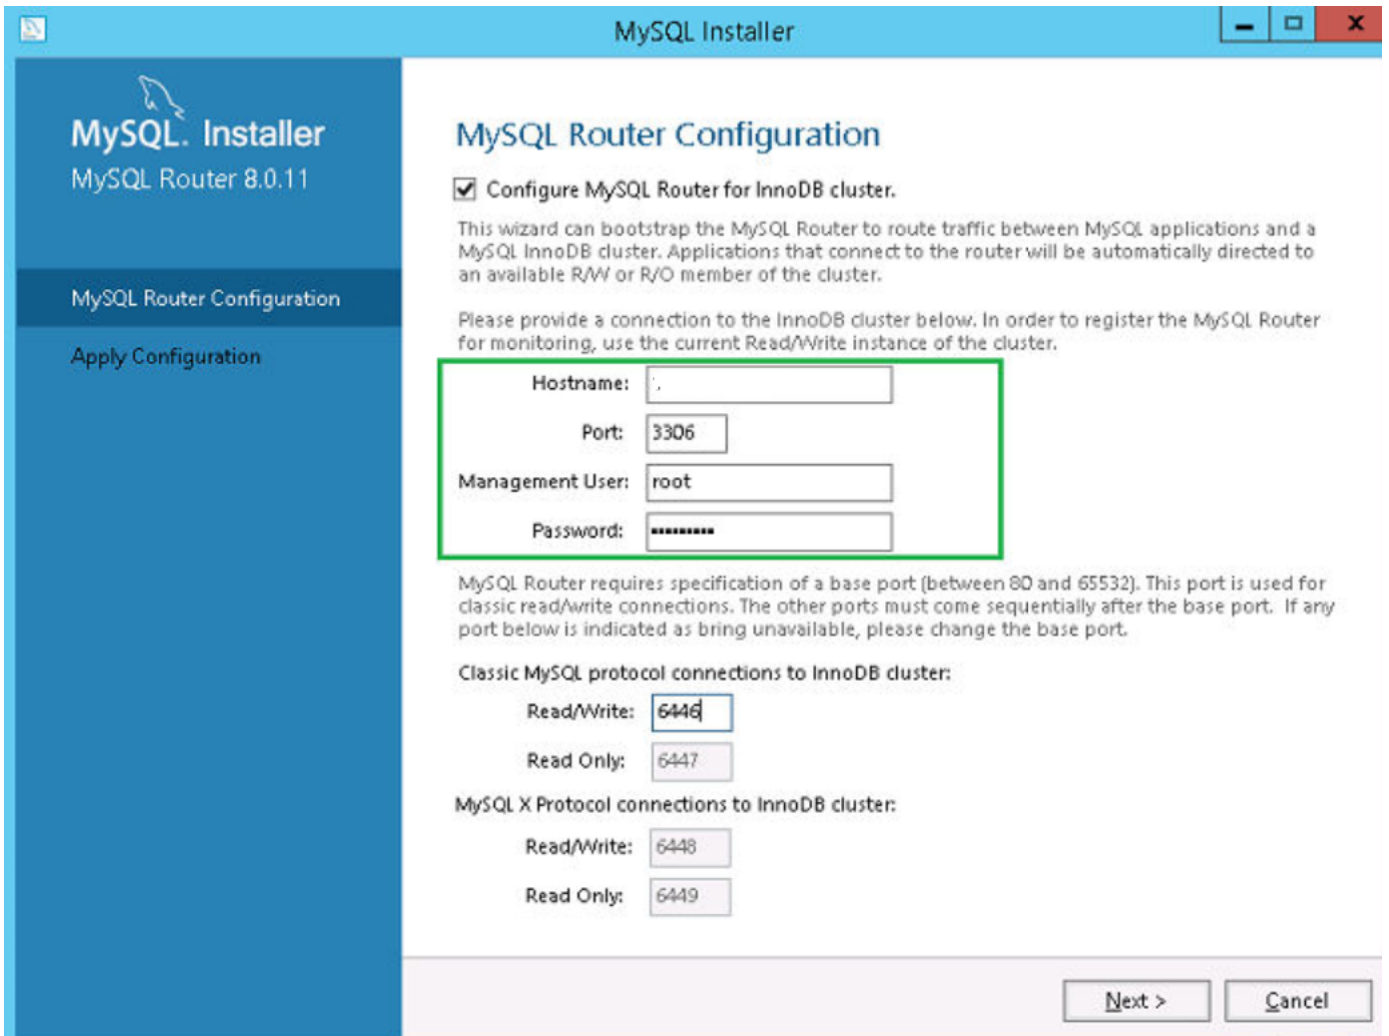 MySQL Installer
MySQL. Installer
MySQL Router 8.0.11
MySQL Router Configuration
Apply Configuration
MySQL Router Configuration
Configure MySQL Router for InnoDB cluster.
This wizard can bootstrap the MySQL Router to route traffic between MySQL applications and a
MySQL InnoDB cluster. Applications that connect to the router will be automatically directed to
an available R/W or R/O member of the cluster.
Please provide a connection to the InnoDB cluster below. In order to register the MySQL Router
for monitoring, use the current Read/Write instance of the cluster.
Hostname:
Port: 3306
Management User: root
Password: •••••••••
MySQL Router requires specification of a base port (between 80 and 65532). This port is used for
classic read/write connections. The other ports must come sequentially after the base port. If any
port below is indicated as bring unavailable, please change the base port.
Classic MySQL protocol connections to InnoDB cluster:
Read/Write: 6446
Read Only: 6447
MySQL X Protocol connections to InnoDB cluster:
Read/Write: 6448
Read Only: 6449
Next >
Cancel